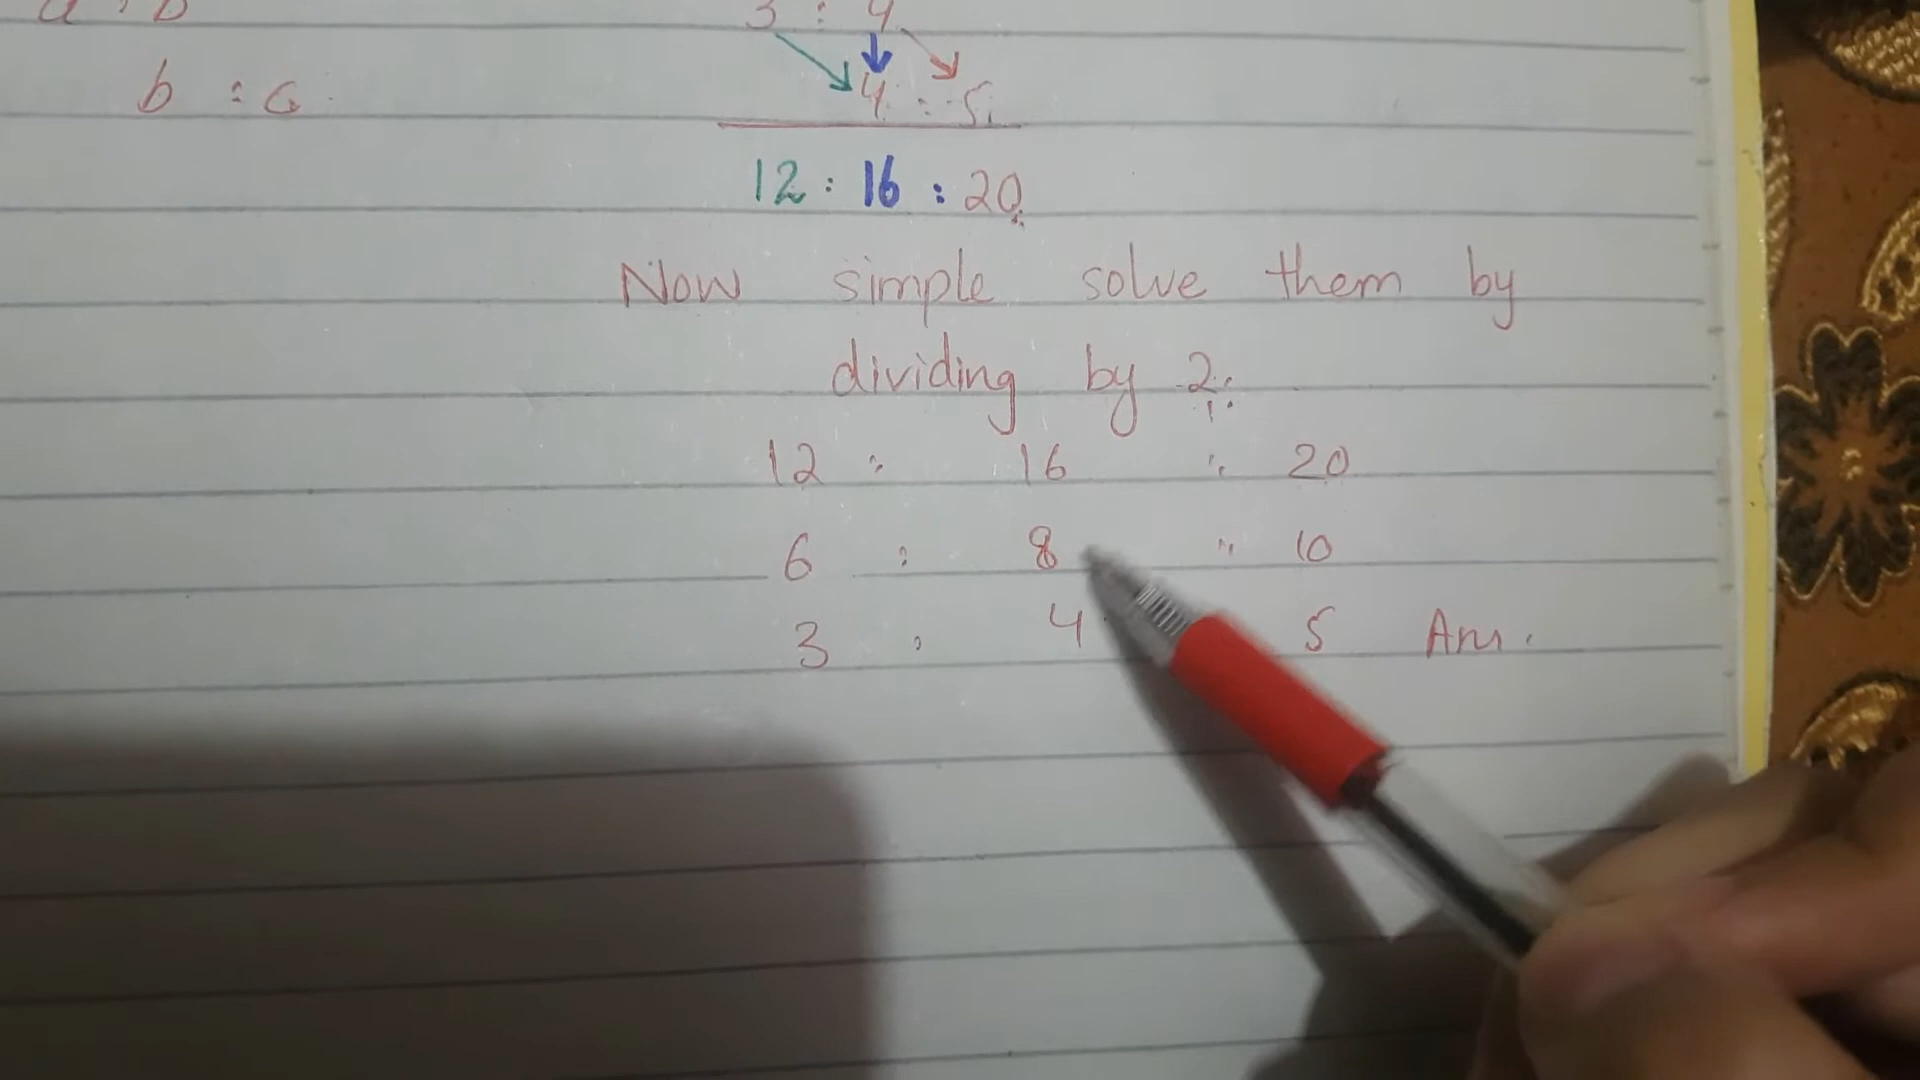 a : b
3 : 4
b : c
4 : 5
12 : 16 : 20
Now simple solve them by
dividing by 2.
12 : 16 : 20
6 : 8 : 10
3 : 4 5 Ans.